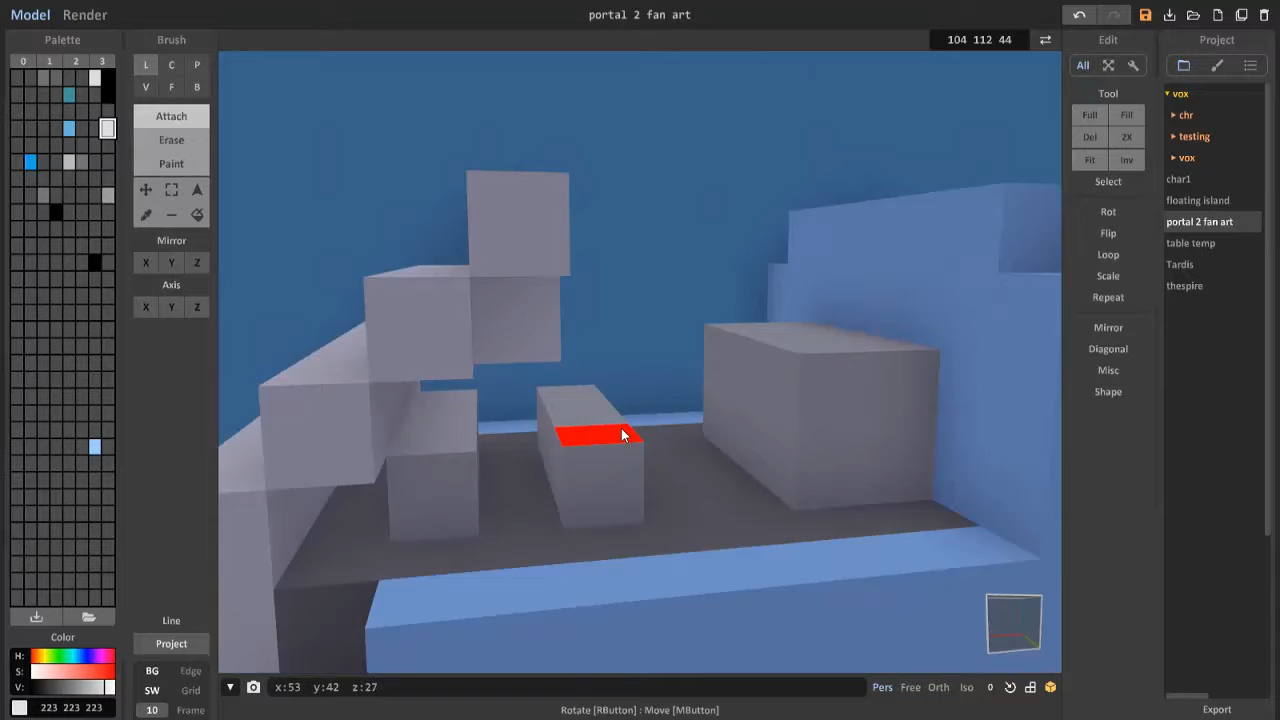 Model Render
portal 2 fan art
Palette
Brush
104 112 44
Edit
Project
0 1 2 3
L C P
V F B
Attach
Erase
Paint
Mirror
X Y Z
Axis
X Y Z
All
Tool
Full Fill
Del 2X
Fit Inv
Select
Rot
Flip
Loop
Scale
Repeat
Mirror
Diagonal
Misc
Shape
vox
chr
testing
vox
char1
floating island
portal 2 fan art
table temp
Tardis
thespire
Color
H:
S:
V:
223 223 223
Line
Project
BG Edge
SW Grid
10 Frame
x:53 y:42 z:27
Pers Free Orth Iso 0
Rotate [RButton] : Move [MButton]
Export